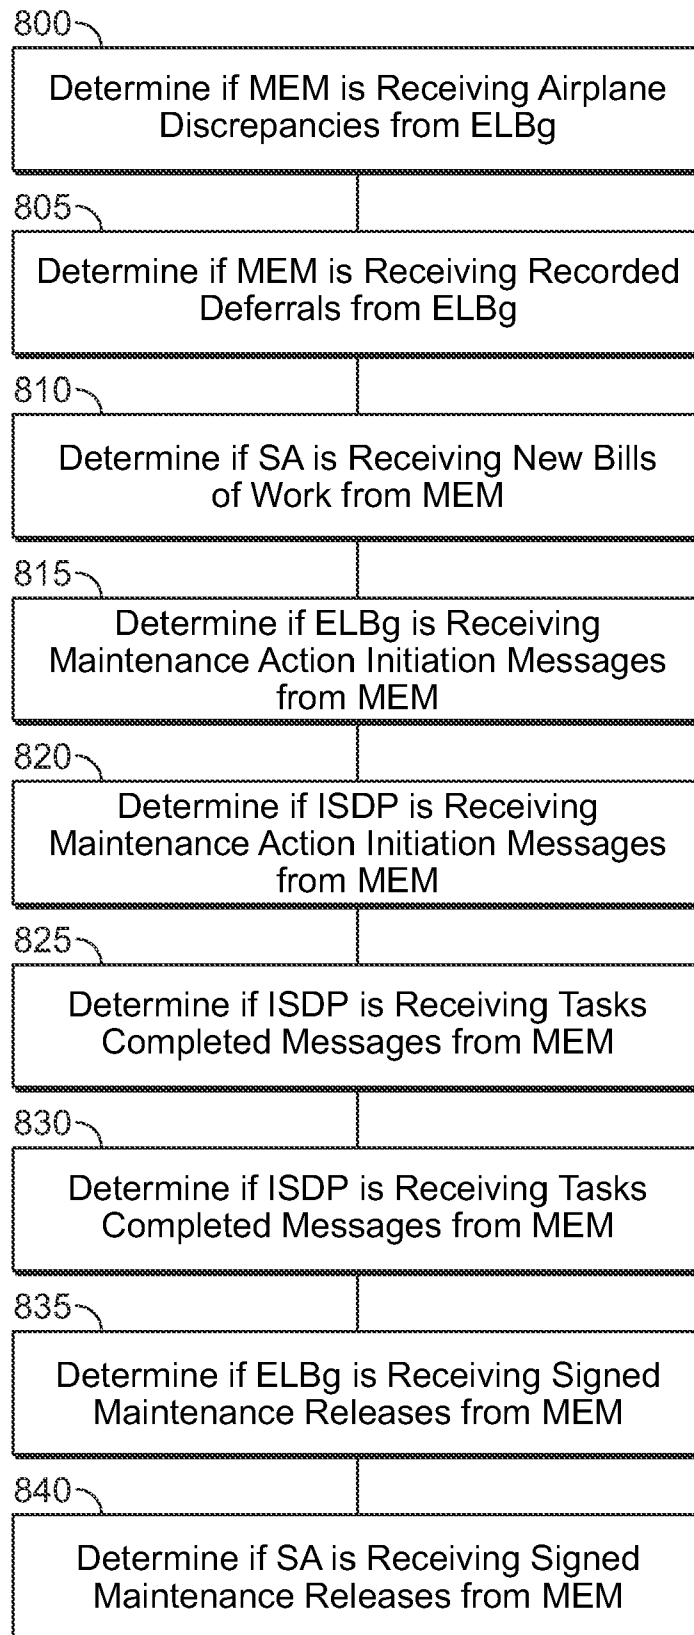 800
Determine if MEM is Receiving Airplane
Discrepancies from ELBg
805
Determine if MEM is Receiving Recorded
Deferrals from ELBg
810
Determine if SA is Receiving New Bills
of Work from MEM
815
Determine if ELBg is Receiving
Maintenance Action Initiation Messages
from MEM
820
Determine if ISDP is Receiving
Maintenance Action Initiation Messages
from MEM
825
Determine if ISDP is Receiving Tasks
Completed Messages from MEM
830
Determine if ISDP is Receiving Tasks
Completed Messages from MEM
835
Determine if ELBg is Receiving Signed
Maintenance Releases from MEM
840
Determine if SA is Receiving Signed
Maintenance Releases from MEM